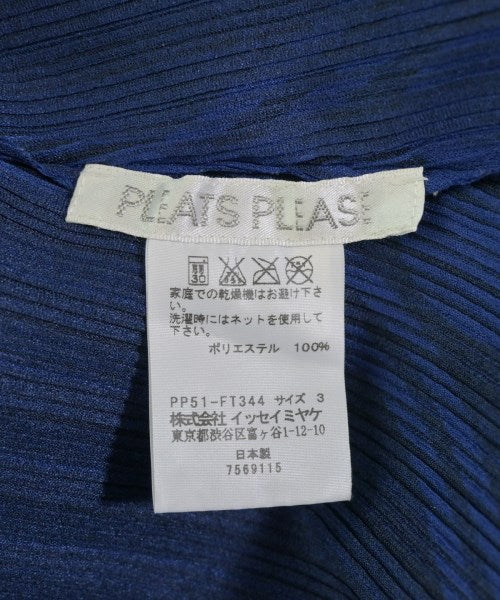 PLEATS PLEASE
30
家庭での乾燥機はお避け下さ
い。
洗濯時にはネットを使用して
下さい。
ポリエステル 100%
PP51-FT344 サイズ 3
株式会社 イッセイミヤケ
東京都渋谷区富ヶ谷1-12-10
日本製
7569115